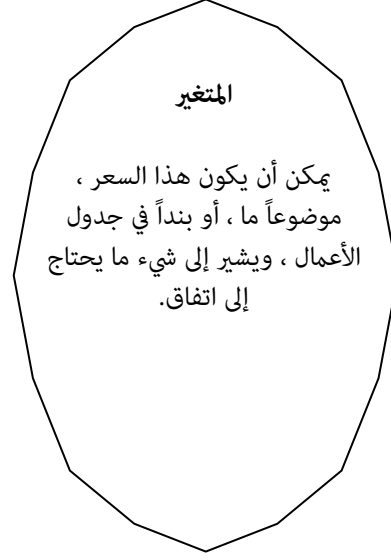 المتغير
يمكن أن يكون هذا السعر ،
موضوعاً ما ، أو بنداً في جدول
الأعمال ، ويشير إلى شيء ما يحتاج
إلى اتفاق.